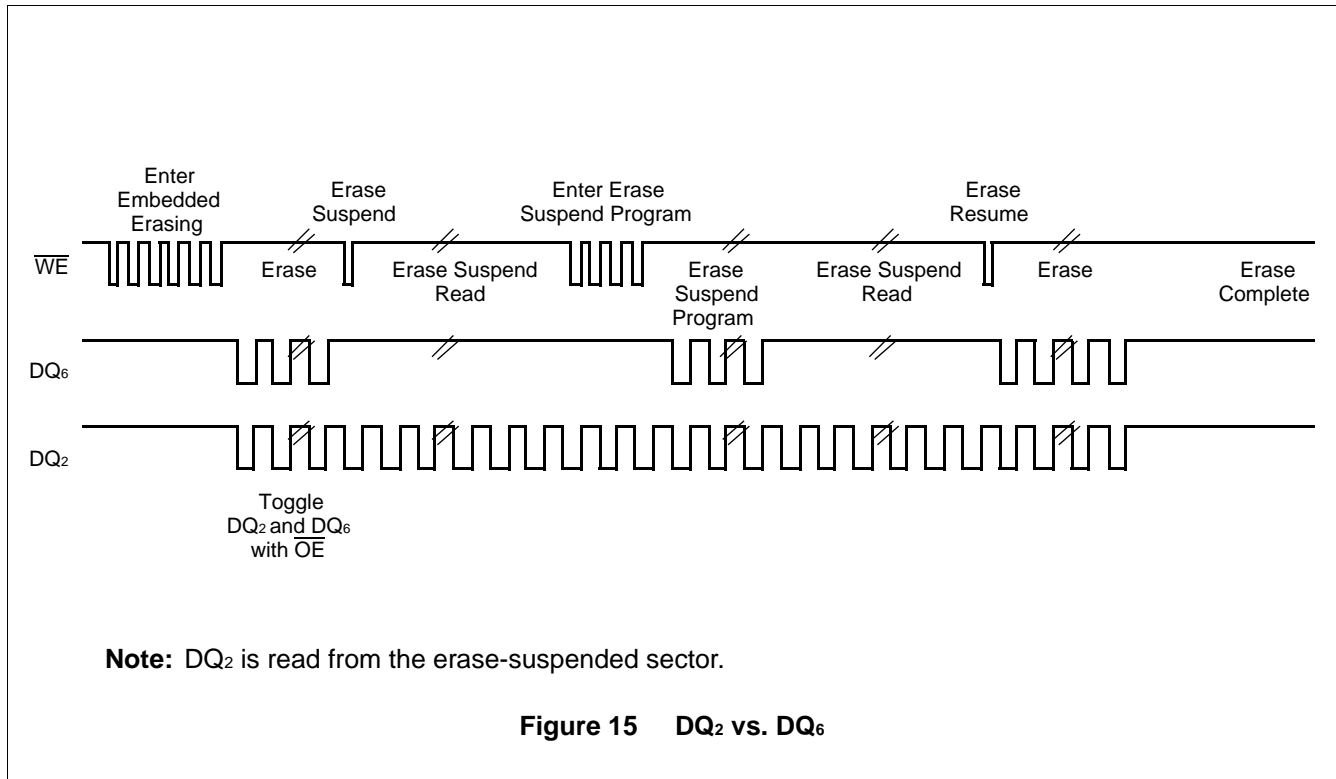 Enter
Embedded
Erasing
Erase
Suspend
Enter Erase
Suspend Program
Erase
Resume
WE
Erase
Erase Suspend
Read
Erase
Suspend
Program
Erase Suspend
Read
Erase
Erase
Complete
DQ6
DQ2
Toggle
DQ2 and DQ6
with OE
Note: DQ2 is read from the erase-suspended sector.
Figure 15 DQ2 vs. DQ6